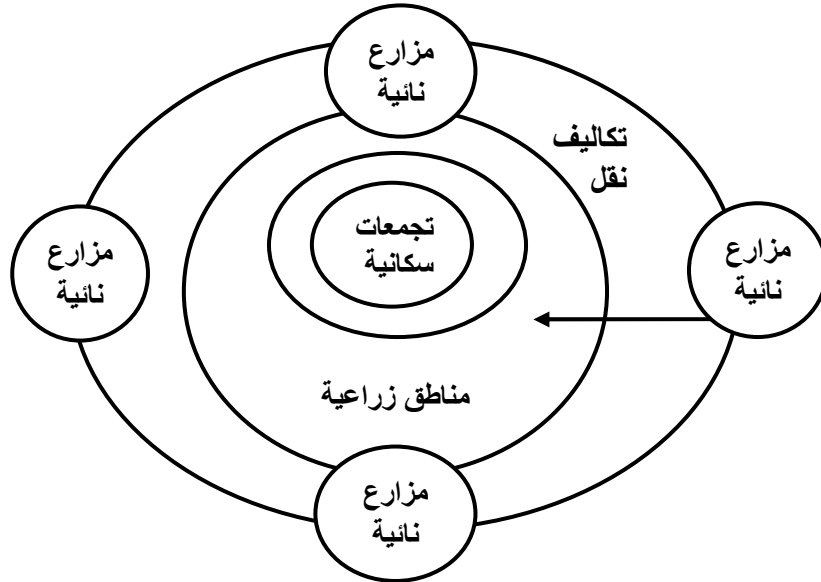 مزارع
نائية
تكاليف
نقل
تجمعات
سكانية
مزارع
نائية
مزارع
نائية
مناطق زراعية
مزارع
نائية